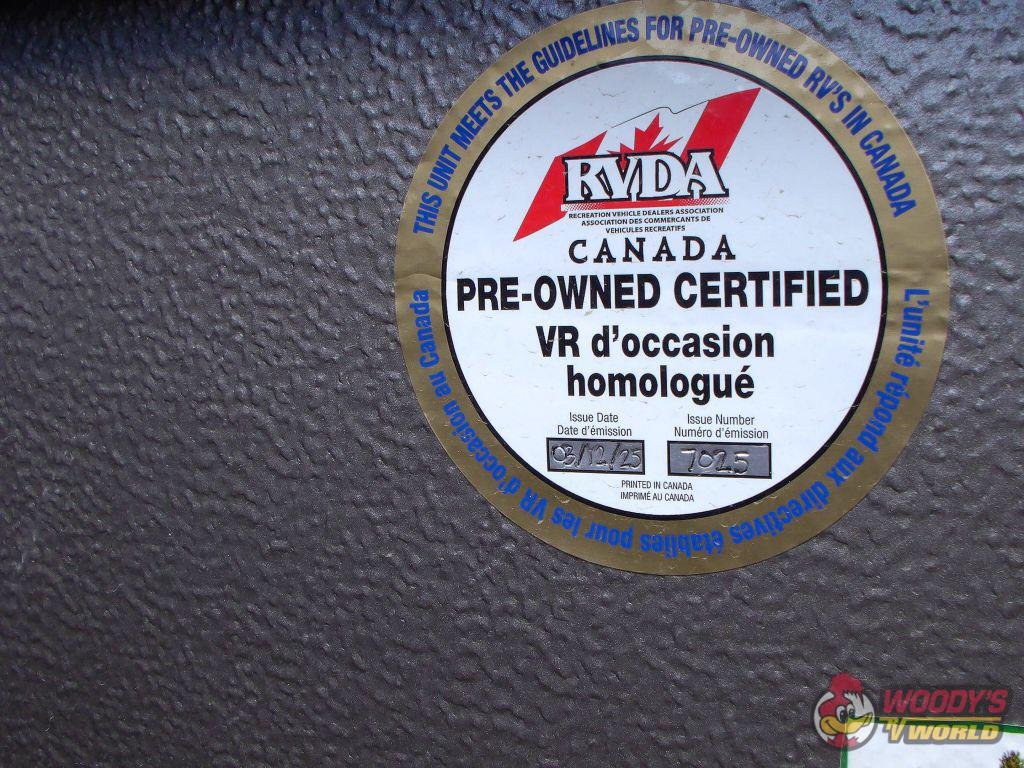 THIS UNIT MEETS THE GUIDELINES FOR PRE-OWNED RV'S IN CANADA
RVDA
RECREATION VEHICLE DEALERS ASSOCIATION
ASSOCIATION DES COMMERCANTS DE
VEHICULES RECREATIFS
CANADA
PRE-OWNED CERTIFIED
VR d'occasion
homologué
Issue Date
Date d'émission
03/12/25
Issue Number
Numéro d'émission
7025
PRINTED IN CANADA
IMPRIMÉ AU CANADA
L'unité répond aux directives établies pour les VR d'occasion au Canada
WOODY'S
RV WORLD